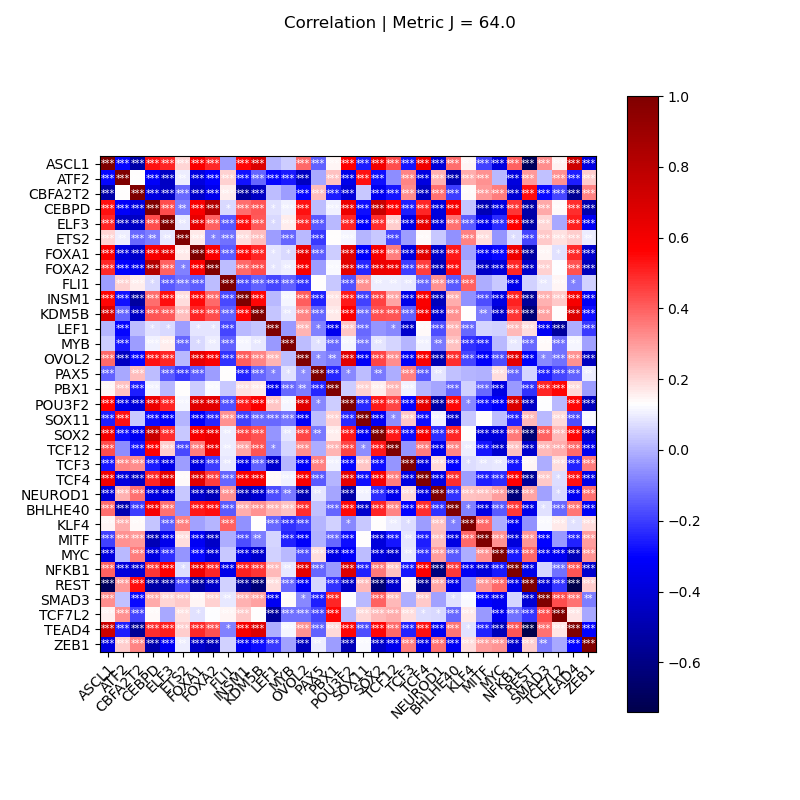 Correlation | Metric J = 64.0
1.0
0.8
0.6
0.4
0.2
0.0
−0.2
−0.4
−0.6
ASCL1
ATF2
CBFA2T2
CEBPD
ELF3
ETS2
FOXA1
FOXA2
FLI1
INSM1
KDM5B
LEF1
MYB
OVOL2
PAX5
PBX1
POU3F2
SOX11
SOX2
TCF12
TCF3
TCF4
NEUROD1
BHLHE40
KLF4
MITF
MYC
NFKB1
REST
SMAD3
TCF7L2
TEAD4
ZEB1
ASCL1
ATF2
CBFA2T2
CEBPD
ELF3
ETS2
FOXA1
FOXA2
FLI1
INSM1
KDM5B
LEF1
MYB
OVOL2
PAX5
PBX1
POU3F2
SOX11
SOX2
TCF12
TCF3
TCF4
NEUROD1
BHLHE40
KLF4
MITF
MYC
NFKB1
REST
SMAD3
TCF7L2
TEAD4
ZEB1